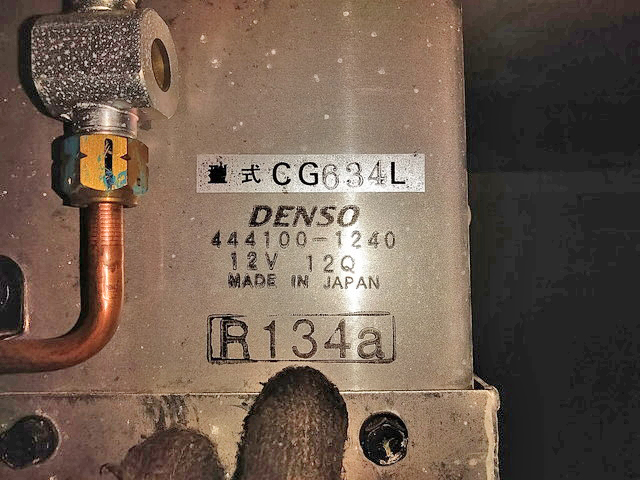 型式 CG634L
DENSO
444100-1240
12V 12Q
MADE IN JAPAN
R134a